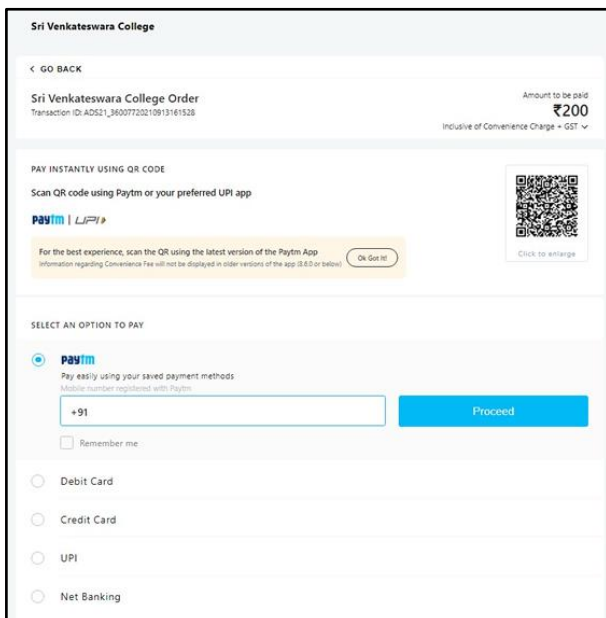 Sri Venkateswara College
< GO BACK
Sri Venkateswara College Order
Transaction ID: ADS21_36007720210913161528
Amount to be paid
₹200
Inclusive of Convenience Charge + GST
PAY INSTANTLY USING QR CODE
Scan QR code using Paytm or your preferred UPI app
paytm | UPI
For the best experience, scan the QR using the latest version of the Paytm App
Information regarding Convenience Fee will not be displayed in older versions of the app (8.6.0 or below)
Ok Got It!
Click to enlarge
SELECT AN OPTION TO PAY
paytm
Pay easily using your saved payment methods
Mobile number registered with Paytm
+91
Proceed
Remember me
Debit Card
Credit Card
UPI
Net Banking